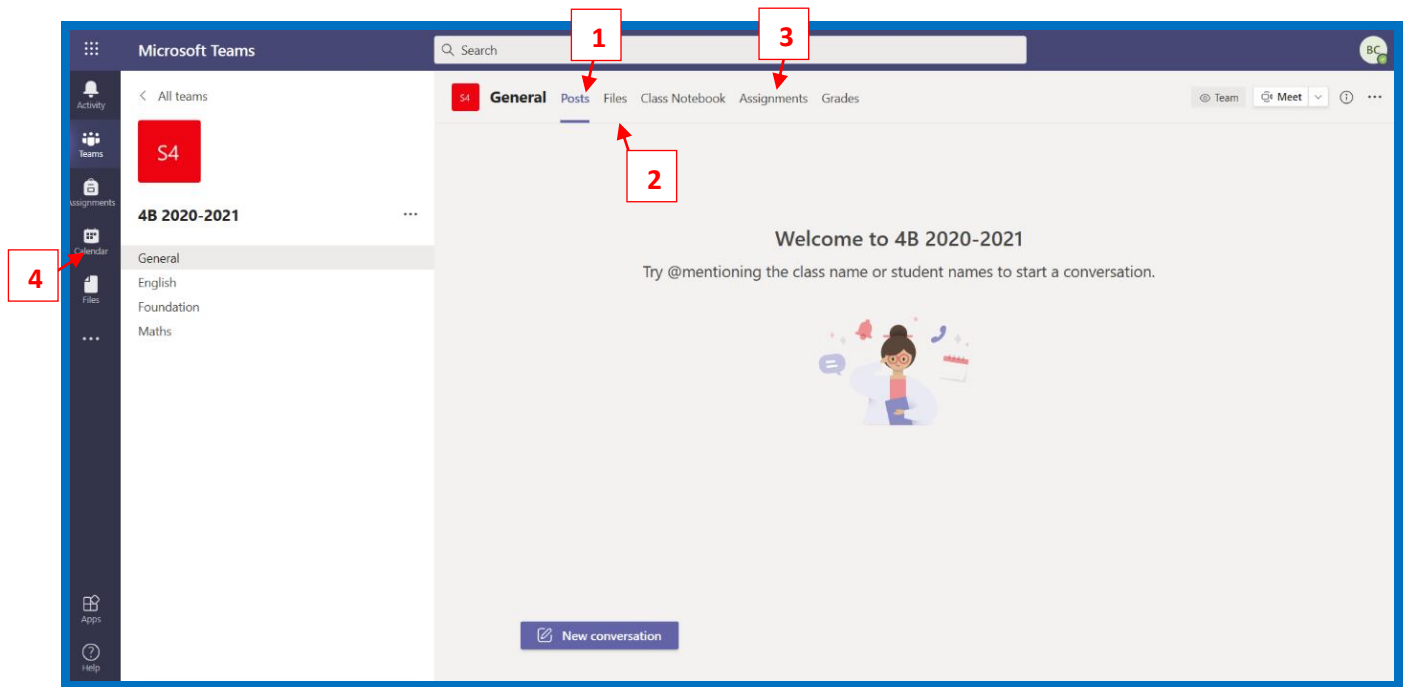 1
3
Microsoft Teams
Search
BC
Activity
Teams
ssignments
Calendar
Files
Apps
Help
4
All teams
S4
4B 2020-2021
General
English
Foundation
Maths
S4 General Posts Files Class Notebook Assignments Grades
Team Meet
2
Welcome to 4B 2020-2021
Try @mentioning the class name or student names to start a conversation.
New conversation